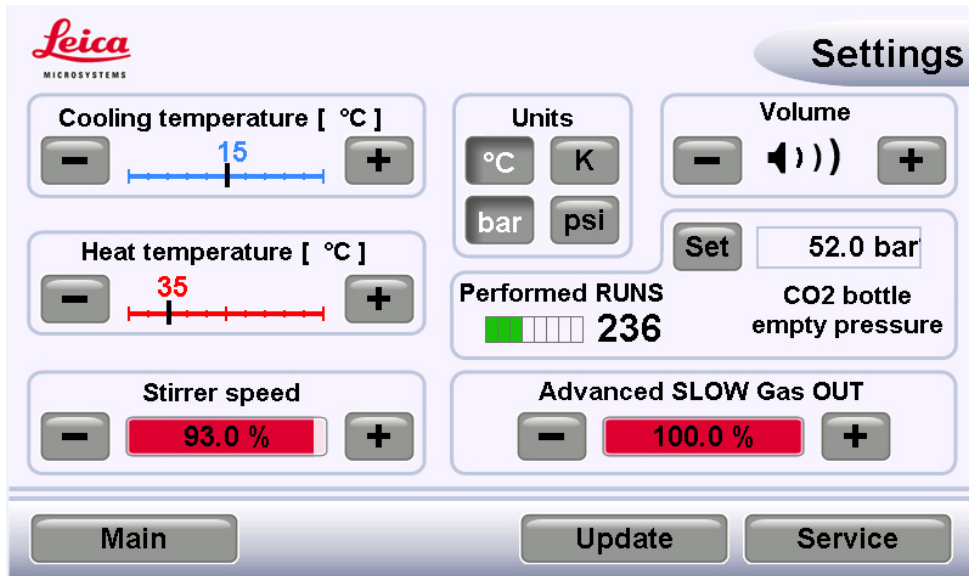 Leica
MICROSYSTEMS
Settings
Cooling temperature [ °C ]
− 15 +
Units
°C K
bar psi
Volume
− +
Heat temperature [ °C ]
− 35 +
Set 52.0 bar
CO2 bottle
empty pressure
Performed RUNS
236
Stirrer speed
− 93.0 % +
Advanced SLOW Gas OUT
− 100.0 % +
Main Update Service